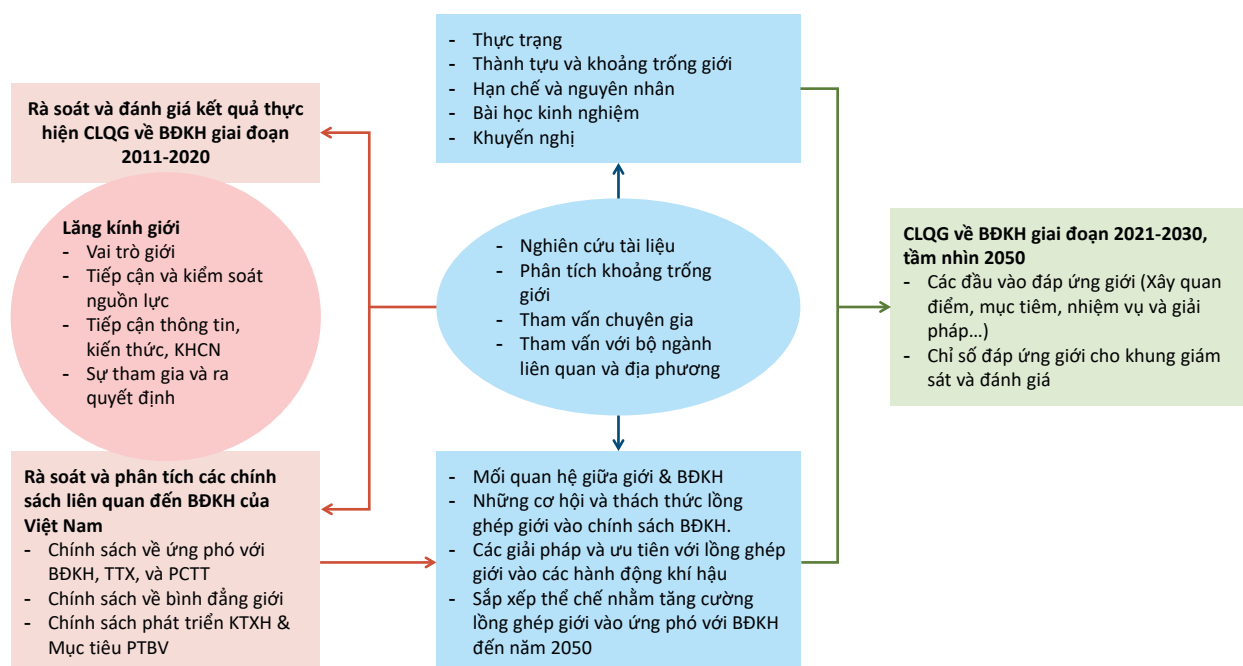 Rà soát và đánh giá kết quả thực
hiện CLQG về BĐKH giai đoạn
2011-2020
Lăng kính giới
- Vai trò giới
- Tiếp cận và kiểm soát
nguồn lực
- Tiếp cận thông tin,
kiến thức, KHCN
- Sự tham gia và ra
quyết định
Rà soát và phân tích các chính
sách liên quan đến BĐKH của
Việt Nam
- Chính sách về ứng phó với
BĐKH, TTX, và PCTT
- Chính sách về bình đẳng giới
- Chính sách phát triển KTXH &
Mục tiêu PTBV
- Thực trạng
- Thành tựu và khoảng trống giới
- Hạn chế và nguyên nhân
- Bài học kinh nghiệm
- Khuyến nghị
- Nghiên cứu tài liệu
- Phân tích khoảng trống
giới
- Tham vấn chuyên gia
- Tham vấn với bộ ngành
liên quan và địa phương
- Mối quan hệ giữa giới & BĐKH
- Những cơ hội và thách thức lồng
ghép giới vào chính sách BĐKH.
- Các giải pháp và ưu tiên với lồng ghép
giới vào các hành động khí hậu
- Sắp xếp thể chế nhằm tăng cường
lồng ghép giới vào ứng phó với BĐKH
đến năm 2050
CLQG về BĐKH giai đoạn 2021-2030,
tầm nhìn 2050
- Các đầu vào đáp ứng giới (Xây quan
điểm, mục tiêm, nhiệm vụ và giải
pháp...)
- Chỉ số đáp ứng giới cho khung giám
sát và đánh giá